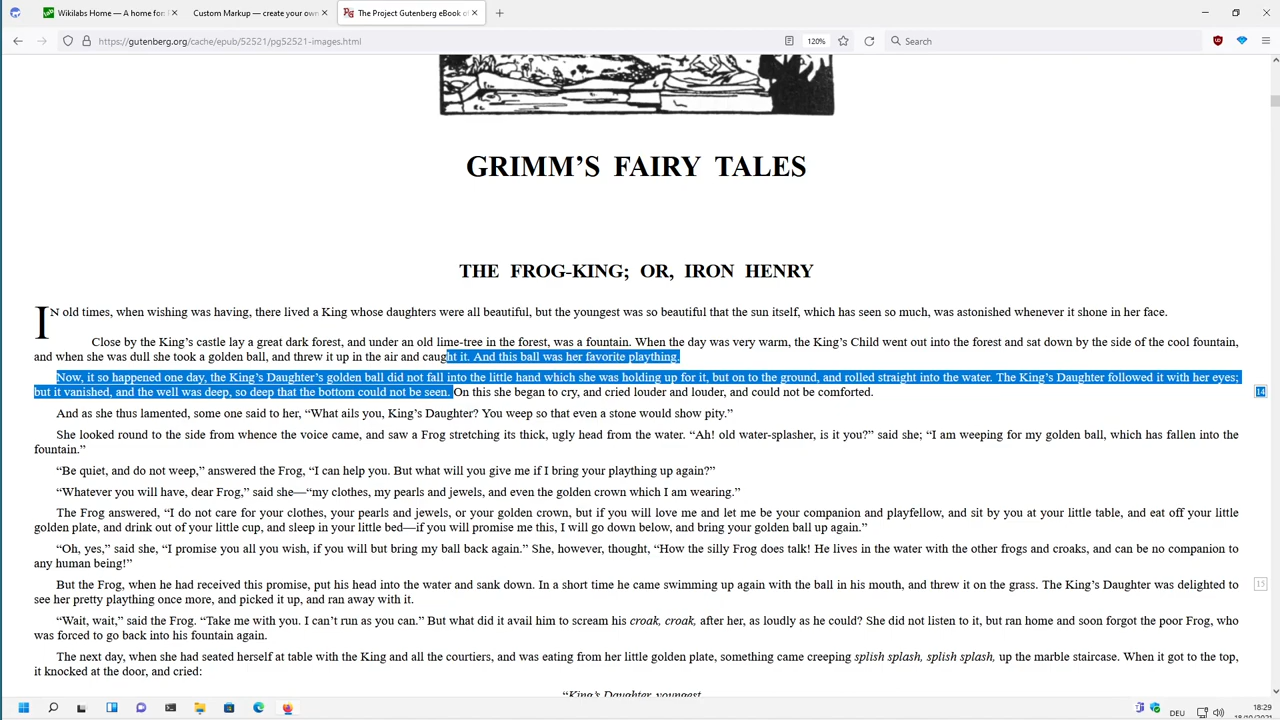 Wikilabs Home — A home for
Custom Markup — create your own
The Project Gutenberg eBook of
https://gutenberg.org/cache/epub/52521/pg52521-images.html
120%
Search
GRIMM’S FAIRY TALES
THE FROG-KING; OR, IRON HENRY
IN old times, when wishing was having, there lived a King whose daughters were all beautiful, but the youngest was so beautiful that the sun itself, which has seen so much, was astonished whenever it shone in her face.
Close by the King’s castle lay a great dark forest, and under an old lime-tree in the forest, was a fountain. When the day was very warm, the King’s Child went out into the forest and sat down by the side of the cool fountain,
and when she was dull she took a golden ball, and threw it up in the air and caught it. And this ball was her favorite plaything.
Now, it so happened one day, the King’s Daughter’s golden ball did not fall into the little hand which she was holding up for it, but on to the ground, and rolled straight into the water. The King’s Daughter followed it with her eyes;
but it vanished, and the well was deep, so deep that the bottom could not be seen. On this she began to cry, and cried louder and louder, and could not be comforted.
14
And as she thus lamented, some one said to her, “What ails you, King’s Daughter? You weep so that even a stone would show pity.”
She looked round to the side from whence the voice came, and saw a Frog stretching its thick, ugly head from the water. “Ah! old water-splasher, is it you?” said she; “I am weeping for my golden ball, which has fallen into the
fountain.”
“Be quiet, and do not weep,” answered the Frog, “I can help you. But what will you give me if I bring your plaything up again?”
“Whatever you will have, dear Frog,” said she—“my clothes, my pearls and jewels, and even the golden crown which I am wearing.”
The Frog answered, “I do not care for your clothes, your pearls and jewels, or your golden crown, but if you will love me and let me be your companion and playfellow, and sit by you at your little table, and eat off your little
golden plate, and drink out of your little cup, and sleep in your little bed—if you will promise me this, I will go down below, and bring your golden ball up again.”
“Oh, yes,” said she, “I promise you all you wish, if you will but bring my ball back again.” She, however, thought, “How the silly Frog does talk! He lives in the water with the other frogs and croaks, and can be no companion to
any human being!”
But the Frog, when he had received this promise, put his head into the water and sank down. In a short time he came swimming up again with the ball in his mouth, and threw it on the grass. The King’s Daughter was delighted to
15
see her pretty plaything once more, and picked it up, and ran away with it.
“Wait, wait,” said the Frog. “Take me with you. I can’t run as you can.” But what did it avail him to scream his croak, croak, after her, as loudly as he could? She did not listen to it, but ran home and soon forgot the poor Frog, who
was forced to go back into his fountain again.
The next day, when she had seated herself at table with the King and all the courtiers, and was eating from her little golden plate, something came creeping splish splash, splish splash, up the marble staircase. When it got to the top,
it knocked at the door, and cried:
“King’s Daughter, youngest,
DEU
18:29
18/10/2021